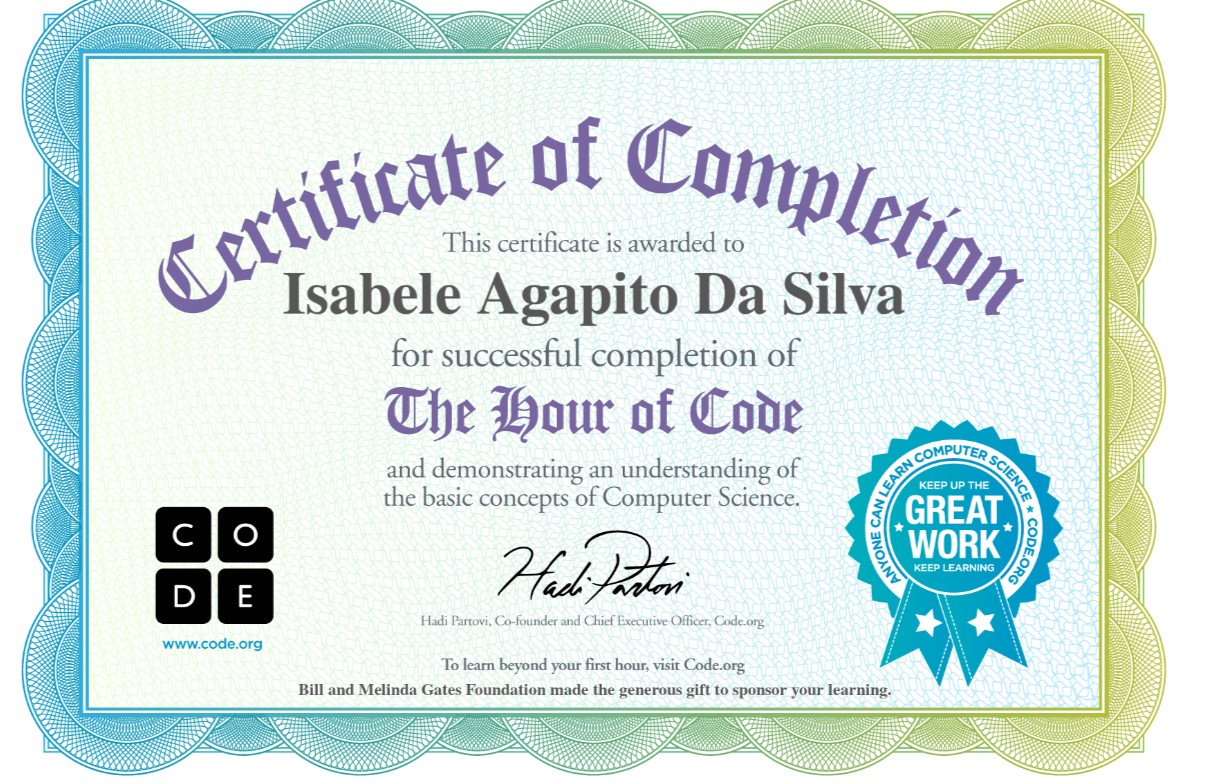 Certificate of Completion
This certificate is awarded to
Isabele Agapito Da Silva
for successful completion of
The Hour of Code
and demonstrating an understanding of
the basic concepts of Computer Science.
C O
D E
www.code.org
Hadi Partovi
Hadi Partovi, Co-founder and Chief Executive Officer, Code.org
ANYONE CAN LEARN COMPUTER SCIENCE ★ CODE.ORG
KEEP UP THE
GREAT
WORK
KEEP LEARNING
To learn beyond your first hour, visit Code.org
Bill and Melinda Gates Foundation made the generous gift to sponsor your learning.